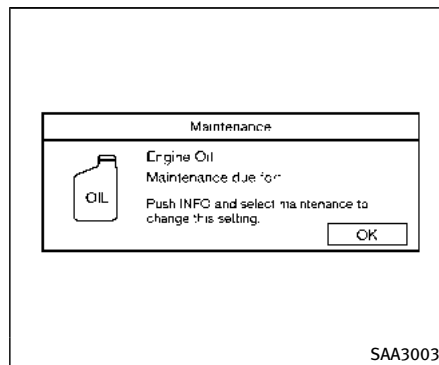 Maintenance
Engine Oil
Maintenance due for:
OIL
Push INFO and select maintenance to
change this setting.
OK
SAA3003